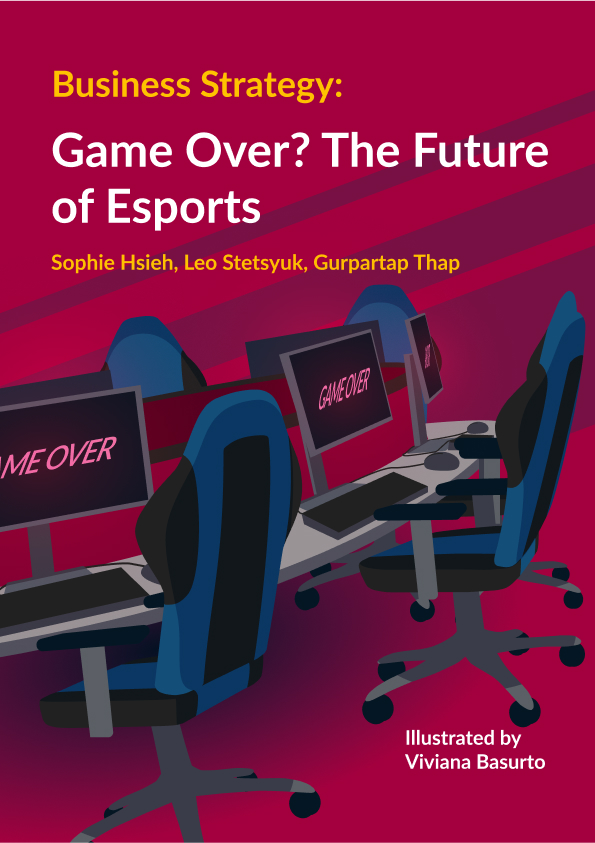 Business Strategy:
Game Over? The Future
of Esports
Sophie Hsieh, Leo Stetsyuk, Gurpartap Thap
GAME OVER
AME OVER
Illustrated by
Viviana Basurto